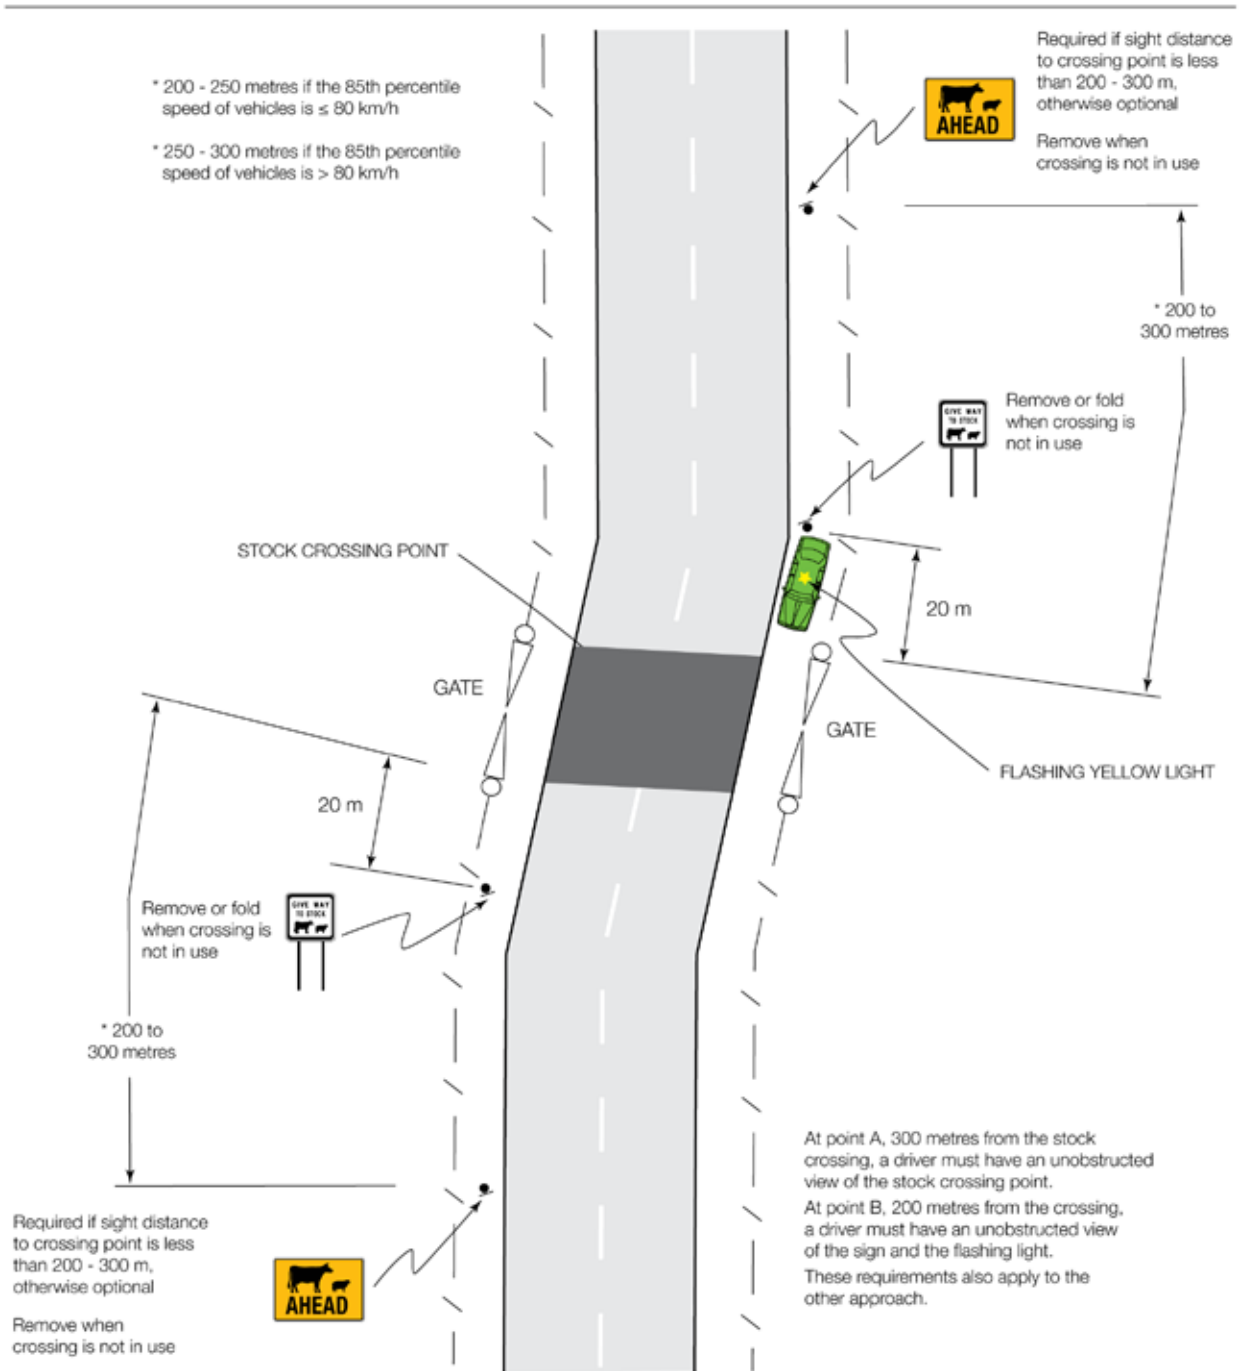 * 200 - 250 metres if the 85th percentile
speed of vehicles is ≤ 80 km/h
* 250 - 300 metres if the 85th percentile
speed of vehicles is > 80 km/h
AHEAD
Required if sight distance
to crossing point is less
than 200 - 300 m,
otherwise optional
Remove when
crossing is not in use
* 200 to
300 metres
GIVE WAY
TO STOCK
Remove or fold
when crossing is
not in use
STOCK CROSSING POINT
20 m
GATE
GATE
FLASHING YELLOW LIGHT
20 m
Remove or fold
when crossing is
not in use
GIVE WAY
TO STOCK
* 200 to
300 metres
Required if sight distance
to crossing point is less
than 200 - 300 m,
otherwise optional
Remove when
crossing is not in use
AHEAD
At point A, 300 metres from the stock
crossing, a driver must have an unobstructed
view of the stock crossing point.
At point B, 200 metres from the crossing,
a driver must have an unobstructed view
of the sign and the flashing light.
These requirements also apply to the
other approach.